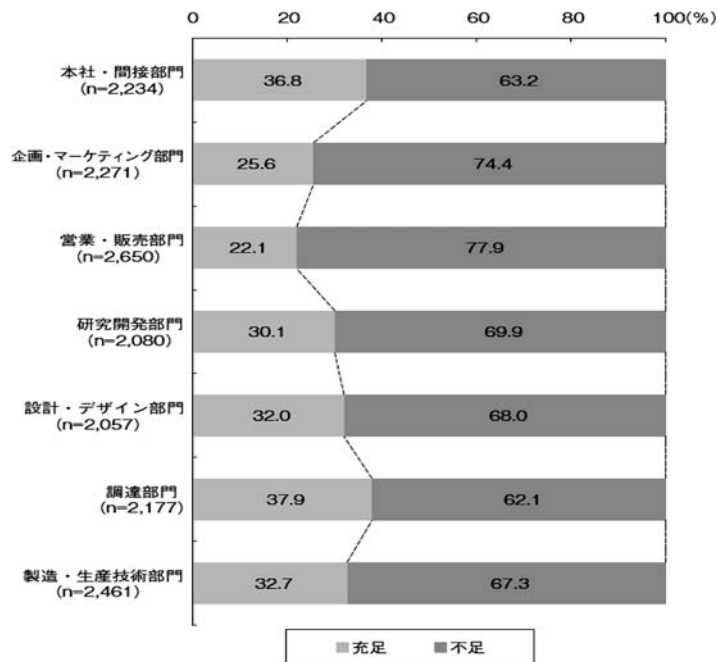 0 20 40 60 80 100(%)
本社・間接部門
(n=2,234)
36.8 63.2
企画・マーケティング部門
(n=2,271)
25.6 74.4
営業・販売部門
(n=2,650)
22.1 77.9
研究開発部門
(n=2,080)
30.1 69.9
設計・デザイン部門
(n=2,057)
32.0 68.0
調達部門
(n=2,177)
37.9 62.1
製造・生産技術部門
(n=2,461)
32.7 67.3
充足 不足